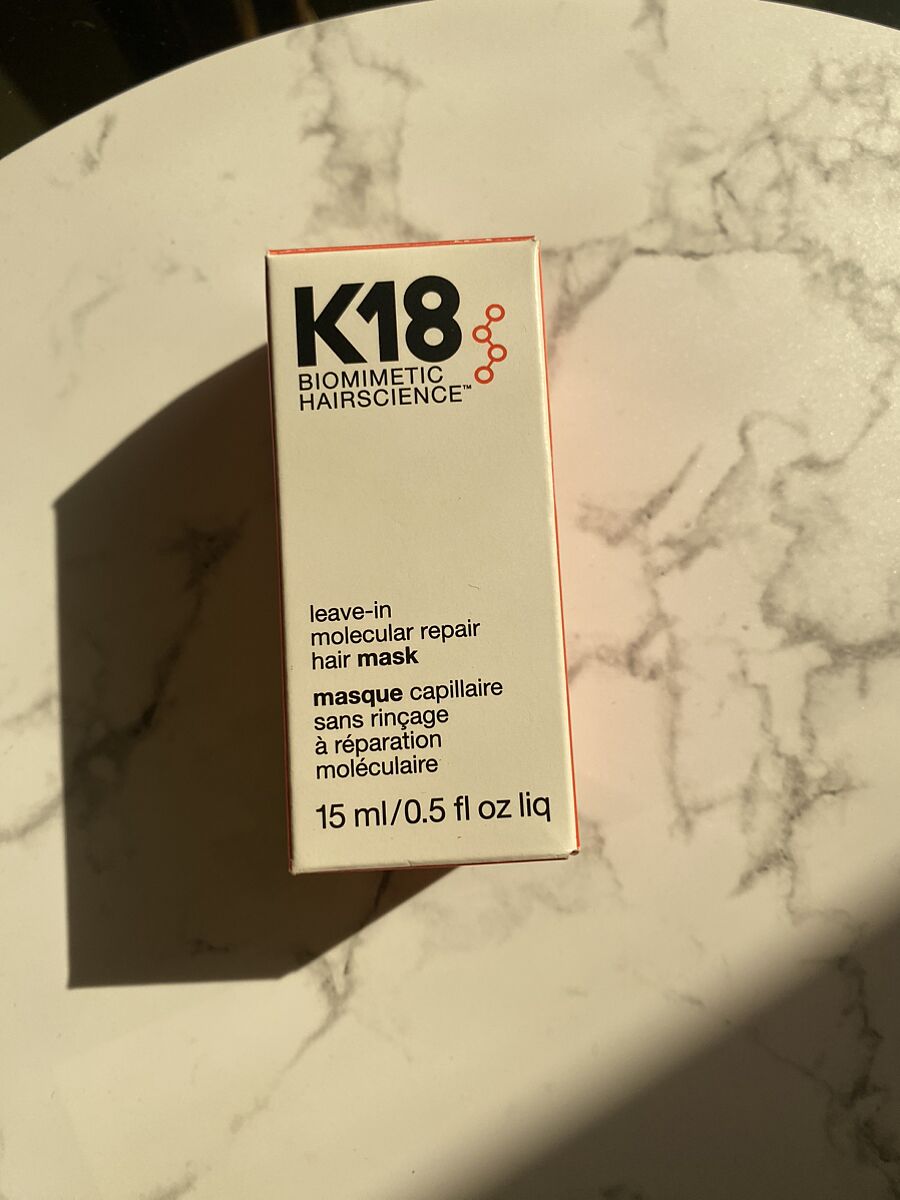 K18
BIOMIMETIC
HAIRSCIENCE™
leave-in
molecular repair
hair mask
masque capillaire
sans rinçage
à réparation
moléculaire
15 ml/0.5 fl oz liq